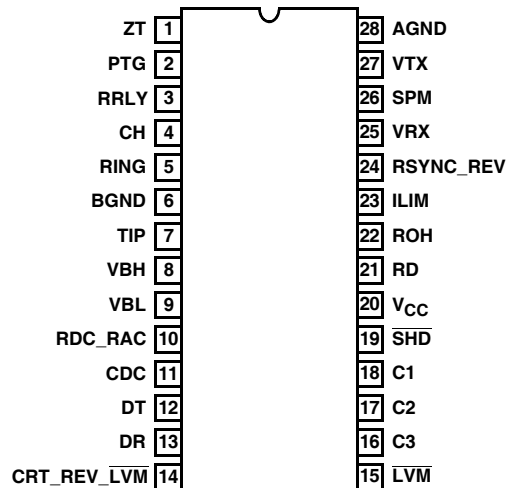 ZT 1 28 AGND
PTG 2 27 VTX
RRLY 3 26 SPM
CH 4 25 VRX
RING 5 24 RSYNC_REV
BGND 6 23 ILIM
TIP 7 22 ROH
VBH 8 21 RD
VBL 9 20 VCC
RDC_RAC 10 19 SHD
CDC 11 18 C1
DT 12 17 C2
DR 13 16 C3
CRT_REV_LVM 14 15 LVM